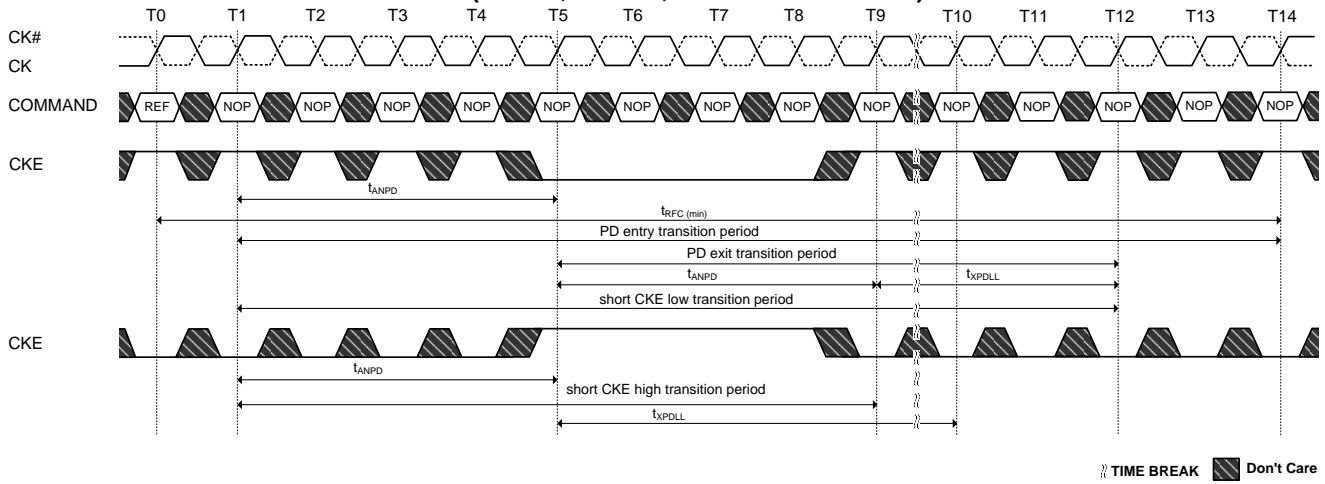 T0 T1 T2 T3 T4 T5 T6 T7 T8 T9 T10 T11 T12 T13 T14
CK#
CK
COMMAND REF NOP NOP NOP NOP NOP NOP NOP NOP NOP NOP NOP NOP NOP NOP
CKE
tANPD
tRFC (min)
PD entry transition period
PD exit transition period
tANPD tXPDLL
short CKE low transition period
CKE
tANPD
short CKE high transition period
tXPDLL
TIME BREAK Don't Care